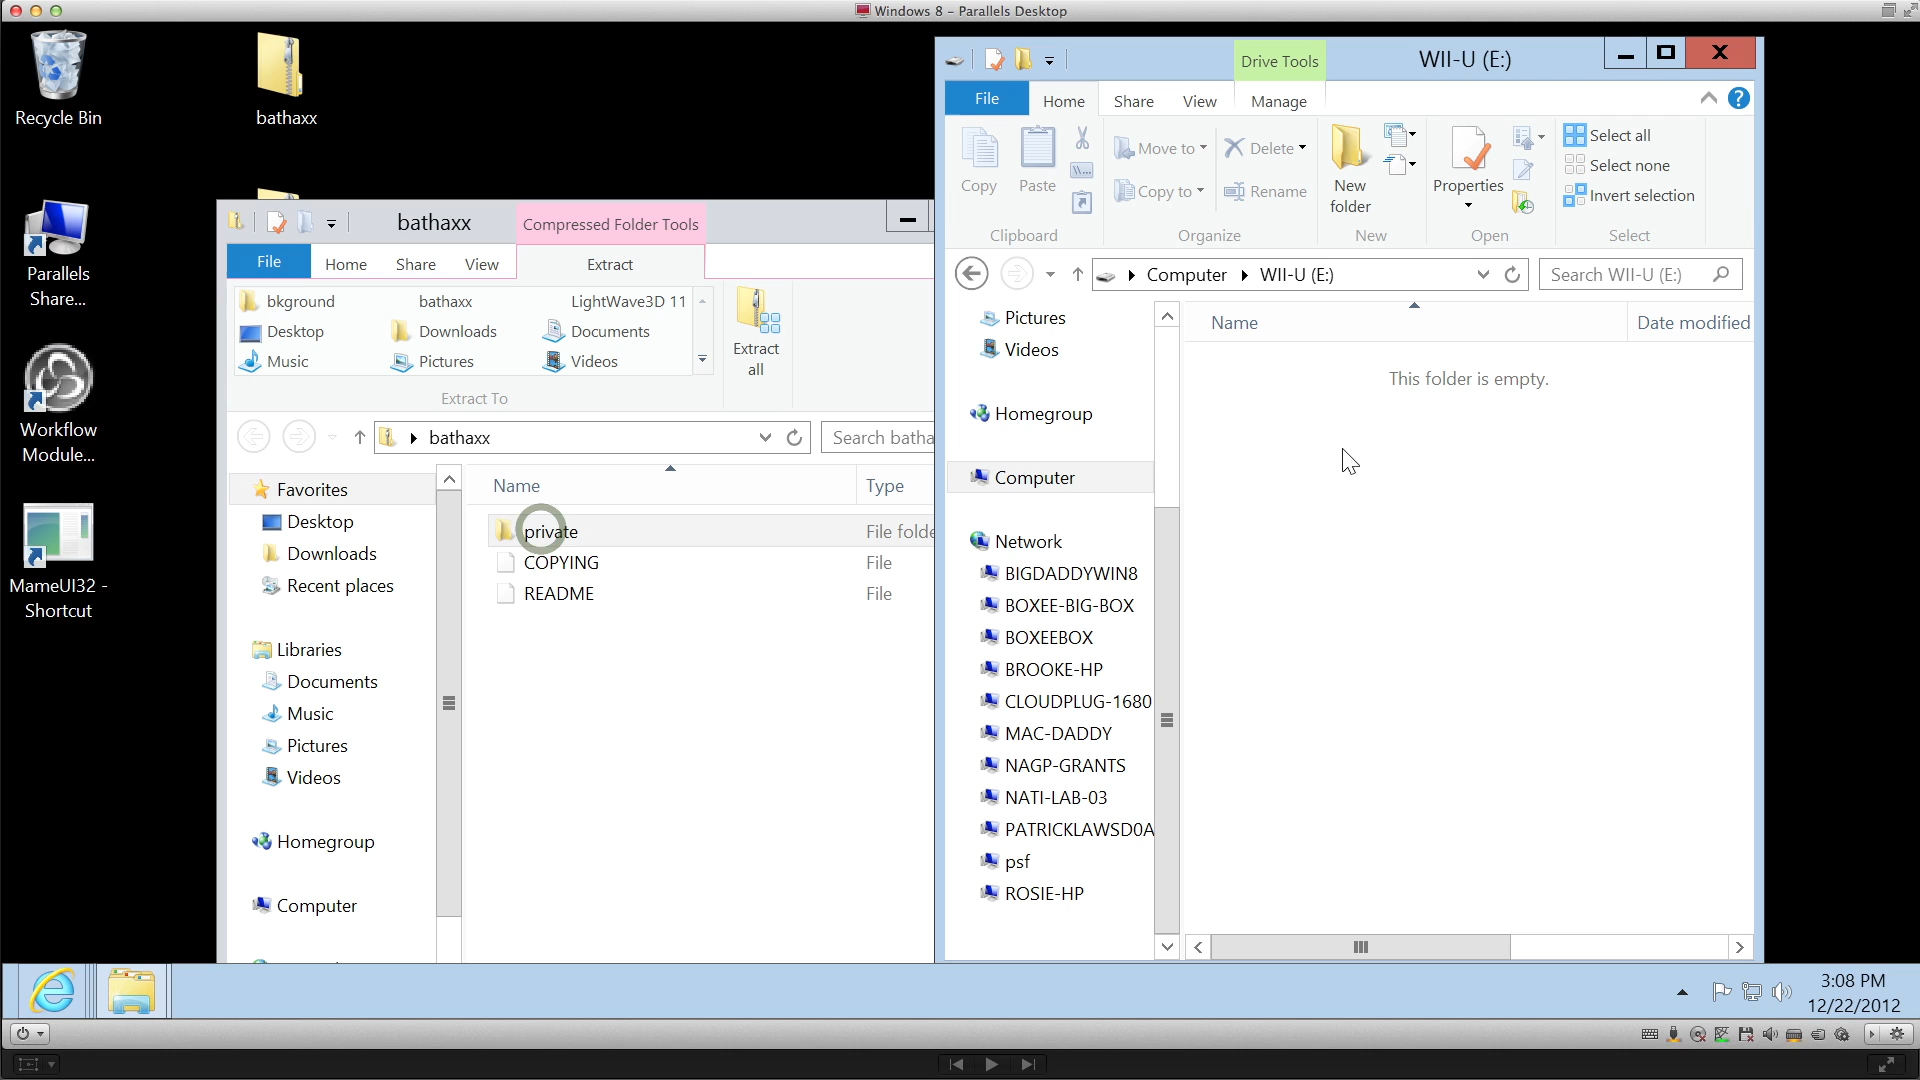 Windows 8 - Parallels Desktop
Recycle Bin
bathaxx
Parallels
Share...
Workflow
Module...
MameUI32 -
Shortcut
bathaxx
Compressed Folder Tools
File
Home
Share
View
Extract
bkground
bathaxx
LightWave3D 11
Desktop
Downloads
Documents
Music
Pictures
Videos
Extract
all
Extract To
bathaxx
Search batha
Favorites
Desktop
Downloads
Recent places
Libraries
Documents
Music
Pictures
Videos
Homegroup
Computer
Name
Type
private
File folde
COPYING
File
README
File
Drive Tools
WII-U (E:)
File
Home
Share
View
Manage
Copy
Paste
Clipboard
Move to
Copy to
Delete
Rename
Organize
New
folder
New
Properties
Open
Select all
Select none
Invert selection
Select
Computer
WII-U (E:)
Search WII-U (E:)
Pictures
Videos
Homegroup
Computer
Network
BIGDADDYWIN8
BOXEE-BIG-BOX
BOXEEBOX
BROOKE-HP
CLOUDPLUG-1680
MAC-DADDY
NAGP-GRANTS
NATI-LAB-03
PATRICKLAWSD0A
psf
ROSIE-HP
Name
Date modified
This folder is empty.
3:08 PM
12/22/2012